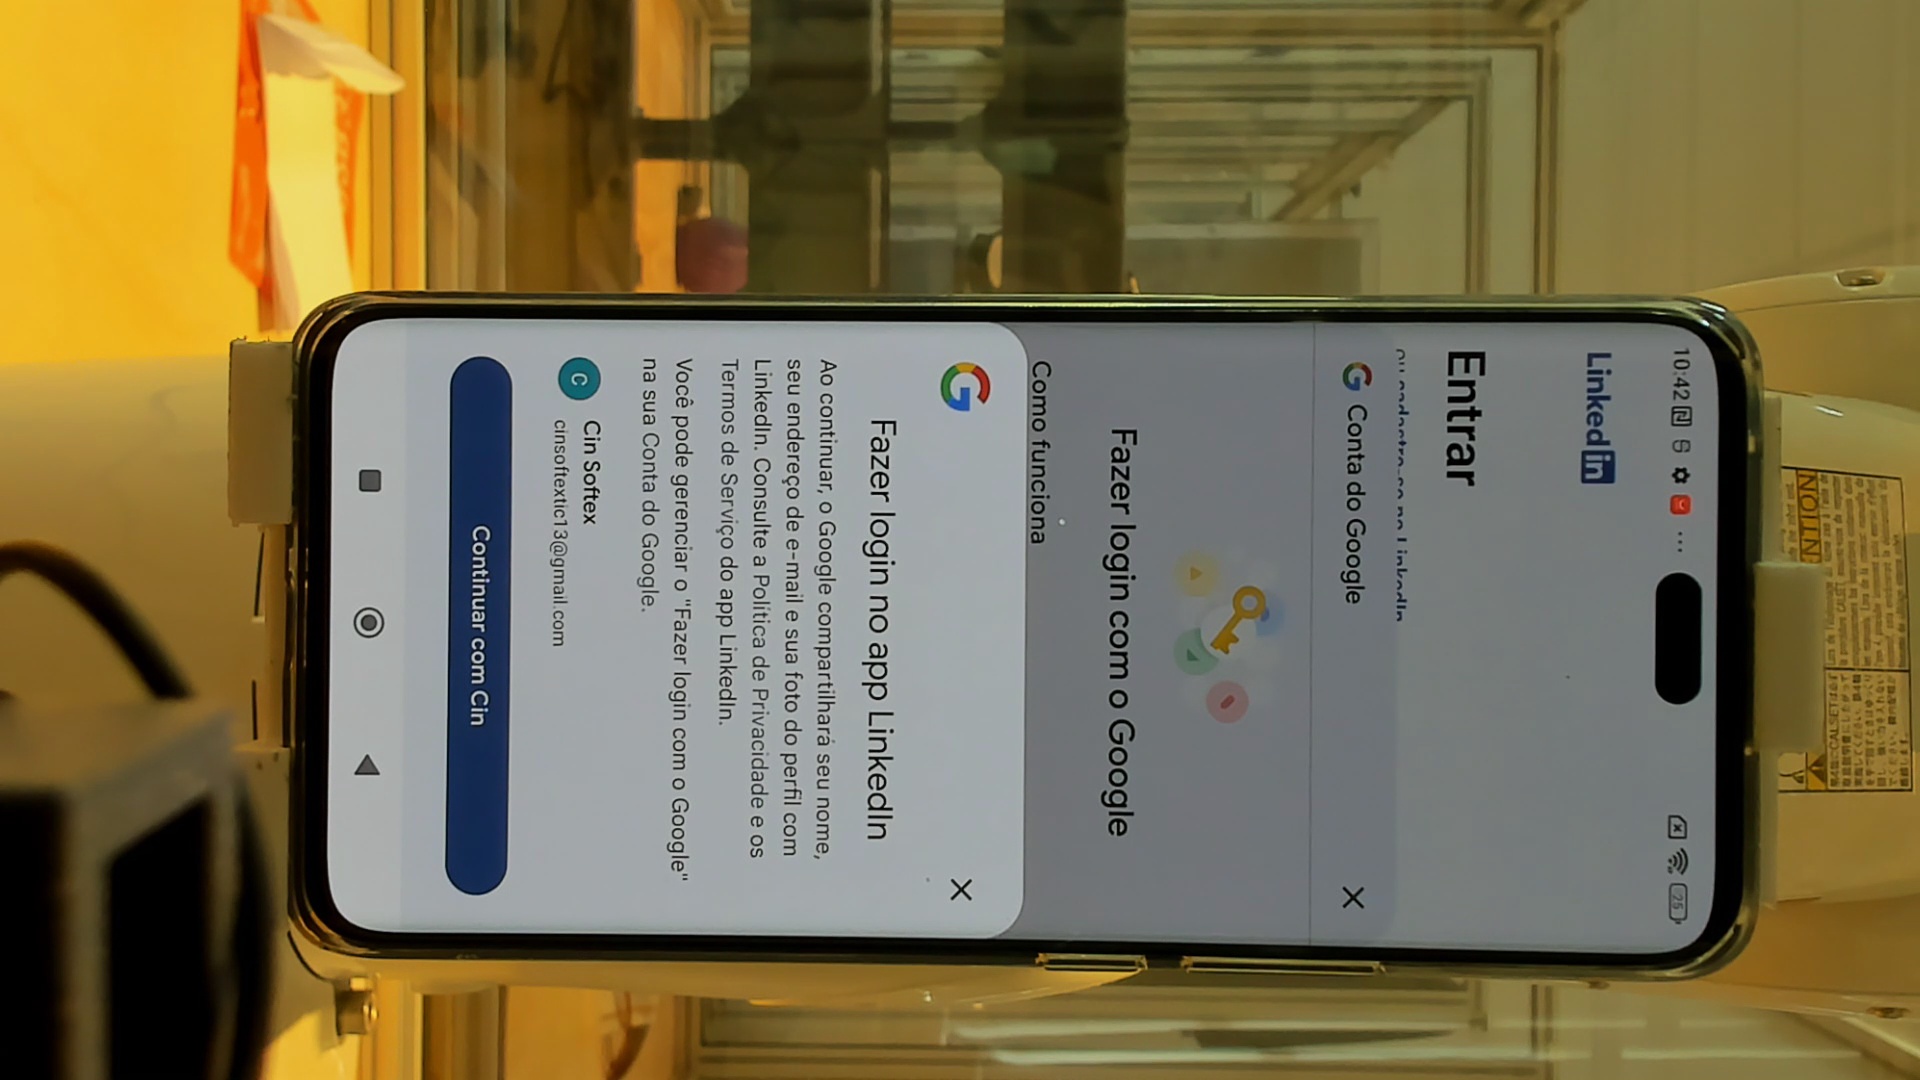 10:42
25
LinkedIn
Entrar
Conta do Google
Fazer login com o Google
Como funciona
Fazer login no app LinkedIn
Ao continuar, o Google compartilhará seu nome,
seu endereço de e-mail e sua foto do perfil com
LinkedIn. Consulte a Política de Privacidade e os
Termos de Serviço do app LinkedIn.
Você pode gerenciar o "Fazer login com o Google"
na sua Conta do Google.
C
Cin Softex
cinsoftextic13@gmail.com
Continuar com Cin